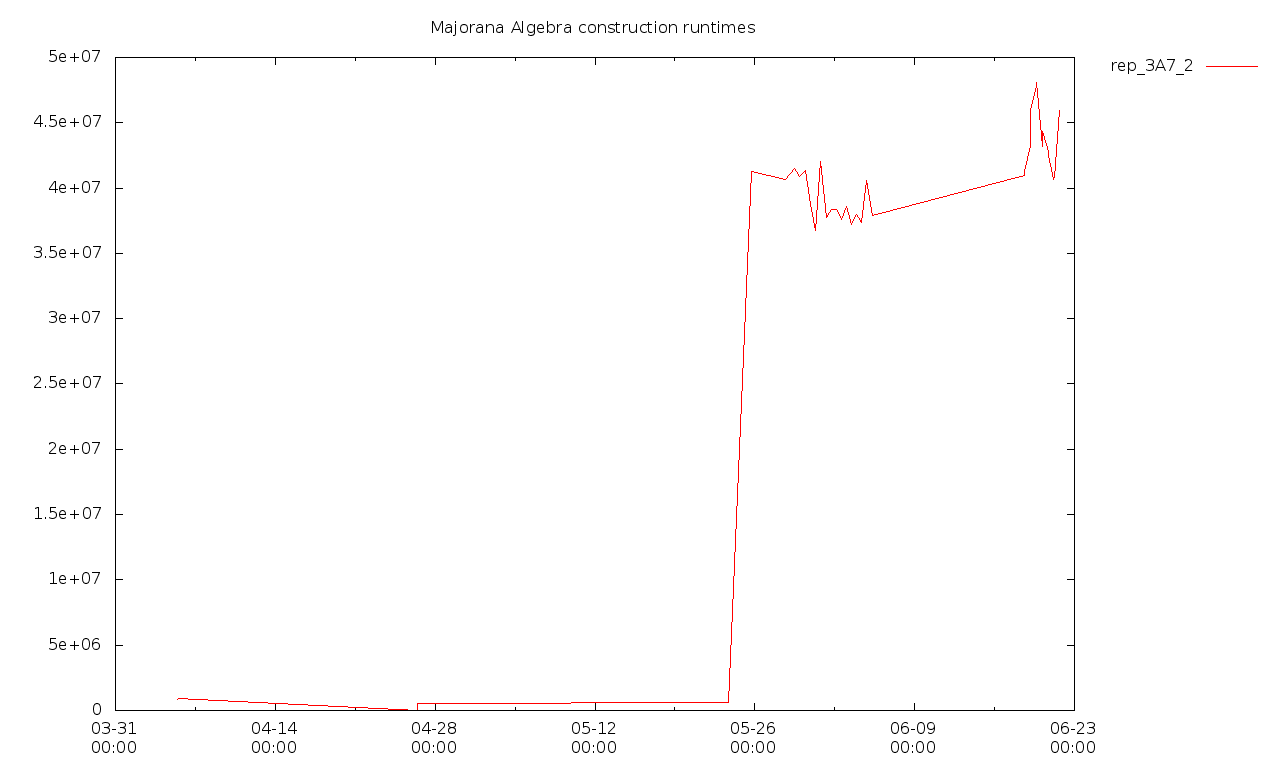 Majorana Algebra construction runtimes
rep_3A7_2
5e+07
4.5e+07
4e+07
3.5e+07
3e+07
2.5e+07
2e+07
1.5e+07
1e+07
5e+06
0
03-31 04-14 04-28 05-12 05-26 06-09 06-23
00:00 00:00 00:00 00:00 00:00 00:00 00:00